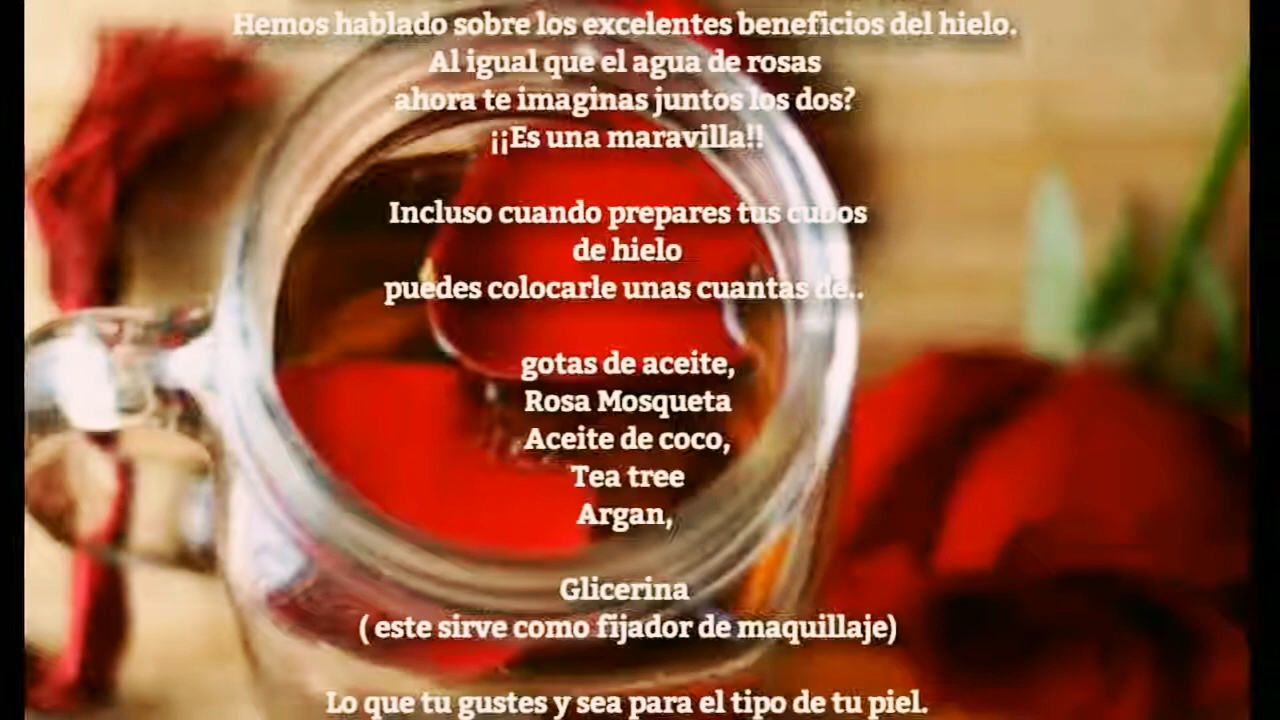 Hemos hablado sobre los excelentes beneficios del hielo.
Al igual que el agua de rosas
ahora te imaginas juntos los dos?
¡¡Es una maravilla!!
Incluso cuando prepares tus cubos
de hielo
puedes colocarle unas cuantas de..
gotas de aceite,
Rosa Mosqueta
Aceite de coco,
Tea tree
Argan,
Glicerina
( este sirve como fijador de maquillaje)
Lo que tu gustes y sea para el tipo de tu piel.